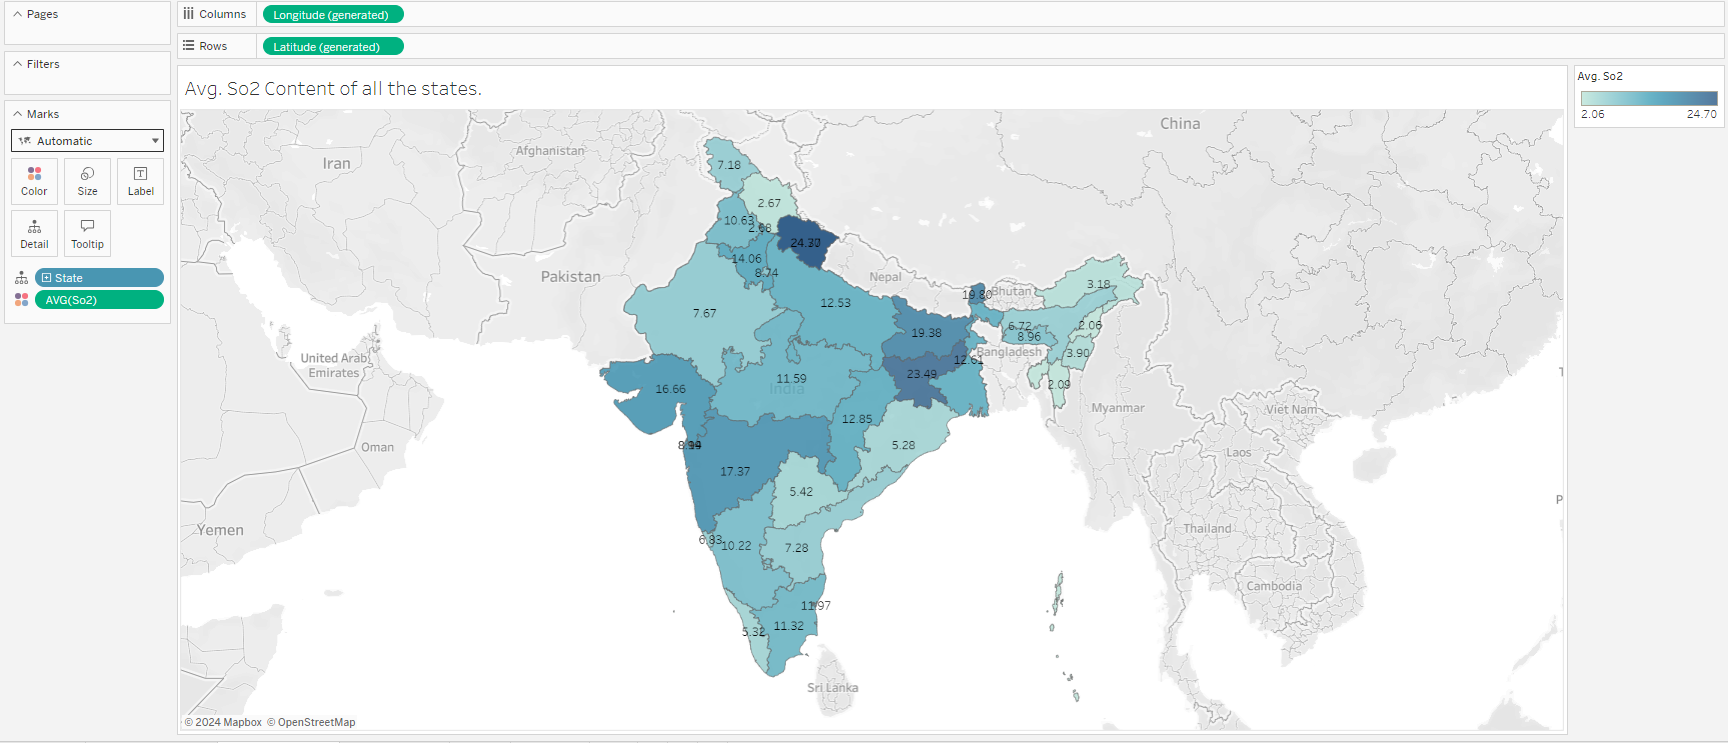 Pages
Filters
Marks
Automatic
Color
Size
Label
Detail
Tooltip
State
AVG(So2)
Columns
Longitude (generated)
Rows
Latitude (generated)
Avg. So2 Content of all the states.
Iran
Afghanistan
China
Pakistan
Nepal
Bhutan
Bangladesh
United Arab
Emirates
India
Myanmar
Viet Nam
Oman
Laos
Yemen
Thailand
Cambodia
Sri Lanka
7.18
2.67
10.63
2.68
14.06
8.74
12.53
3.18
19.80
7.67
19.38
6.72
8.96
2.06
3.90
12.61
11.59
23.49
2.09
16.66
12.85
5.28
17.37
5.42
6.83
10.22
7.28
11.97
5.32
11.32
© 2024 Mapbox © OpenStreetMap
Avg. So2
2.06
24.70